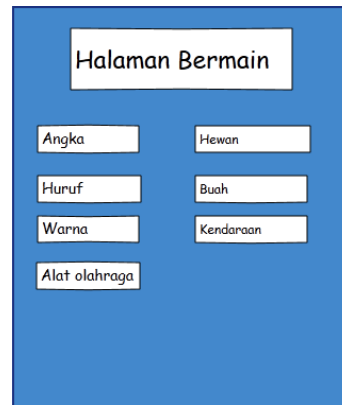 Halaman Bermain
Angka
Hewan
Huruf
Buah
Warna
Kendaraan
Alat olahraga